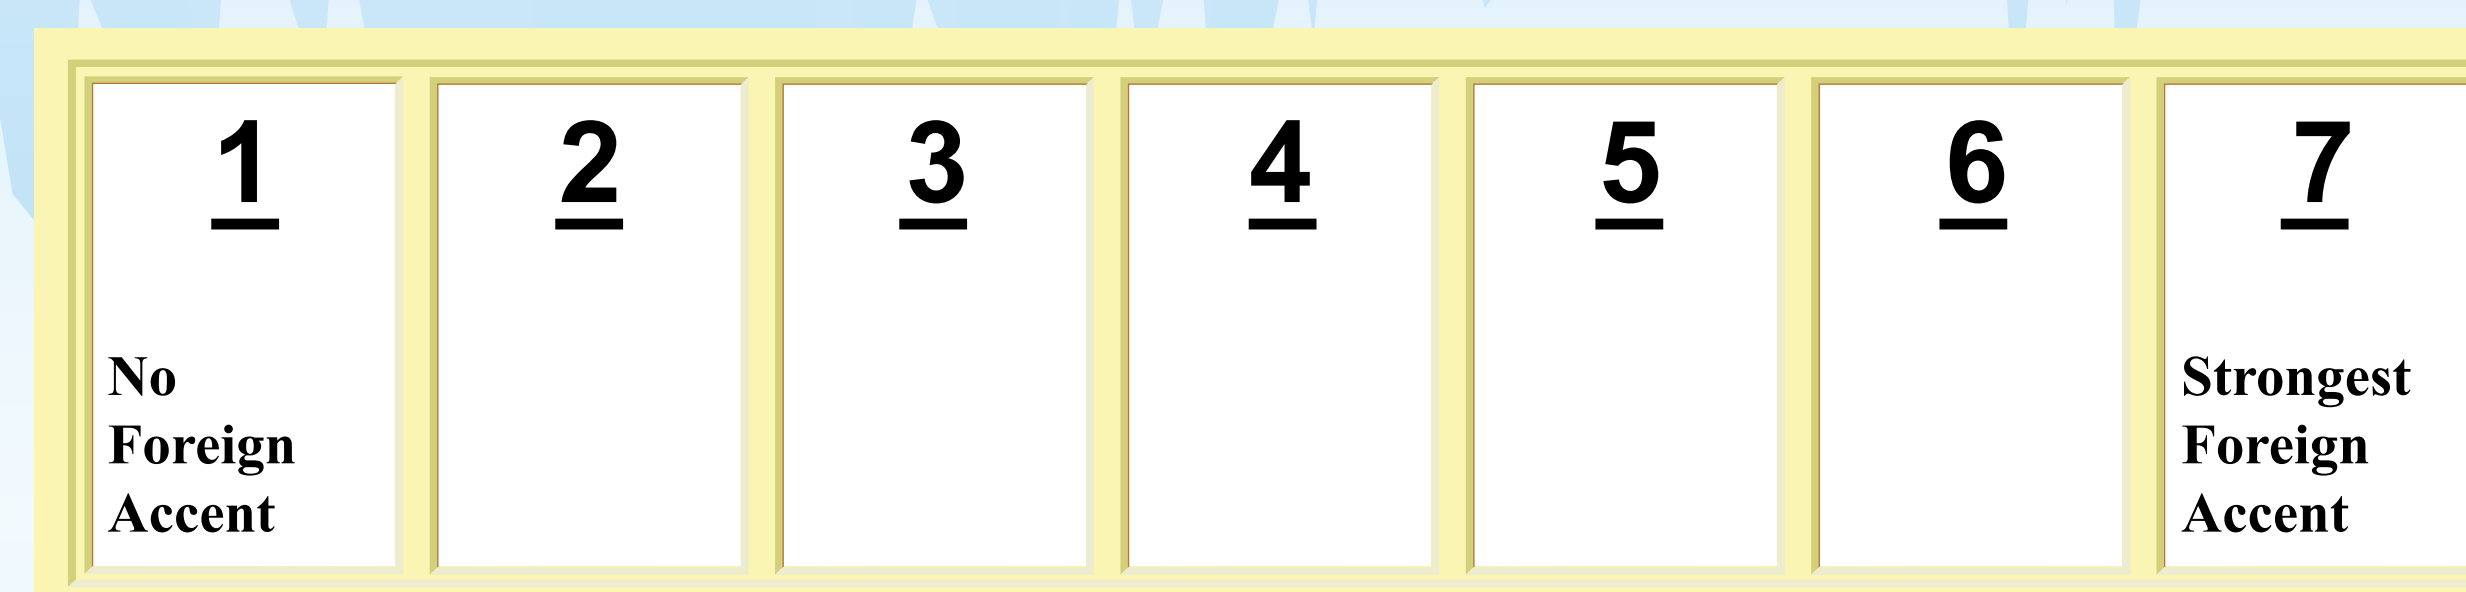 1 2 3 4 5 6 7
No Strongest
Foreign Foreign
Accent Accent